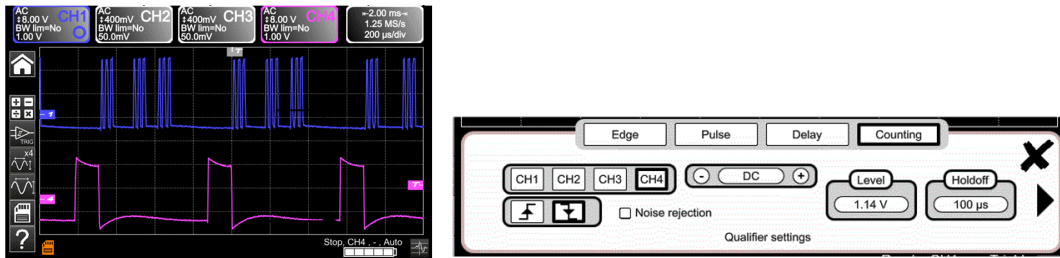 AC
↕8.00 V CH1
BW lim=No
1.00 V
AC
↕400mV CH2
BW lim=No
50.0mV
AC
↕400mV CH3
BW lim=No
50.0mV
AC
↕8.00 V CH4
BW lim=No
1.00 V
2.00 ms
1.25 MS/s
200 µs/div
T
1
TRIG
x4
4
T
?
Stop, CH4 , - , Auto
Edge
Pulse
Delay
Counting
CH1
CH2
CH3
CH4
-
DC
+
Level
1.14 V
Holdoff
100 µs
Noise rejection
Qualifier settings